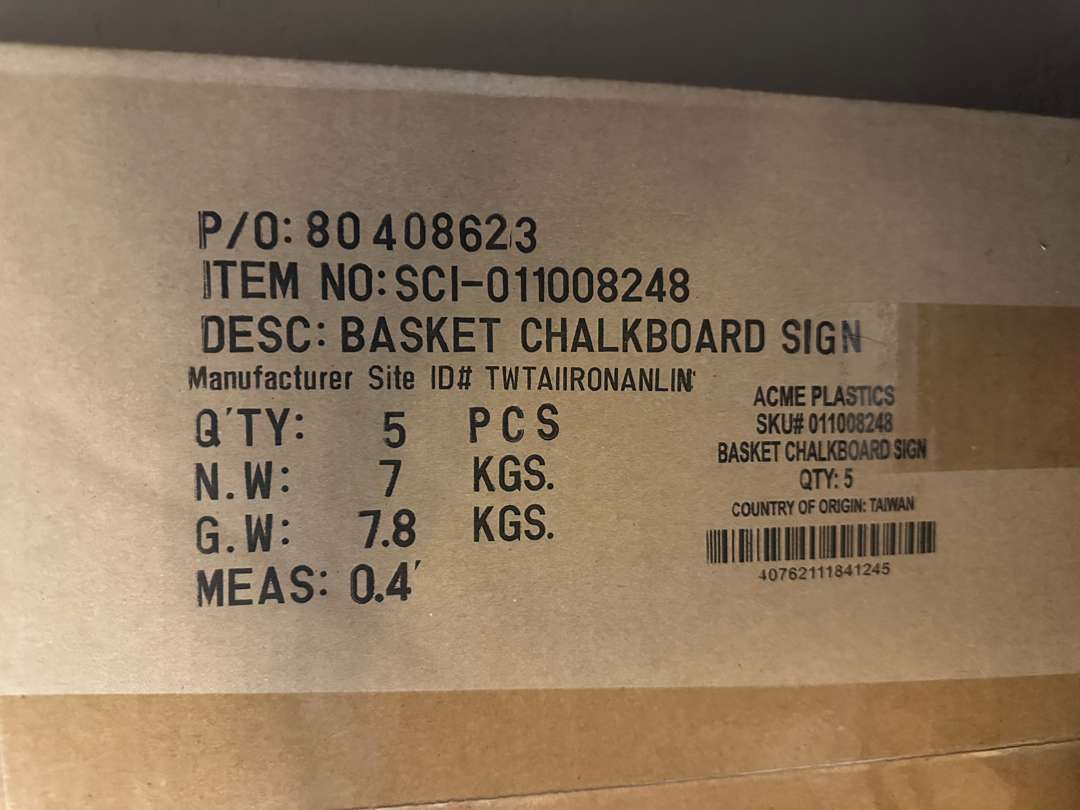 P/O: 80408623
ITEM NO: SCI-011008248
DESC: BASKET CHALKBOARD SIGN
Manufacturer Site ID# TWTAIIRONANLIN
Q'TY: 5 PCS
N.W: 7 KGS.
G.W: 7.8 KGS.
MEAS: 0.4'
ACME PLASTICS
SKU# 011008248
BASKET CHALKBOARD SIGN
QTY: 5
COUNTRY OF ORIGIN: TAIWAN
40762111841245